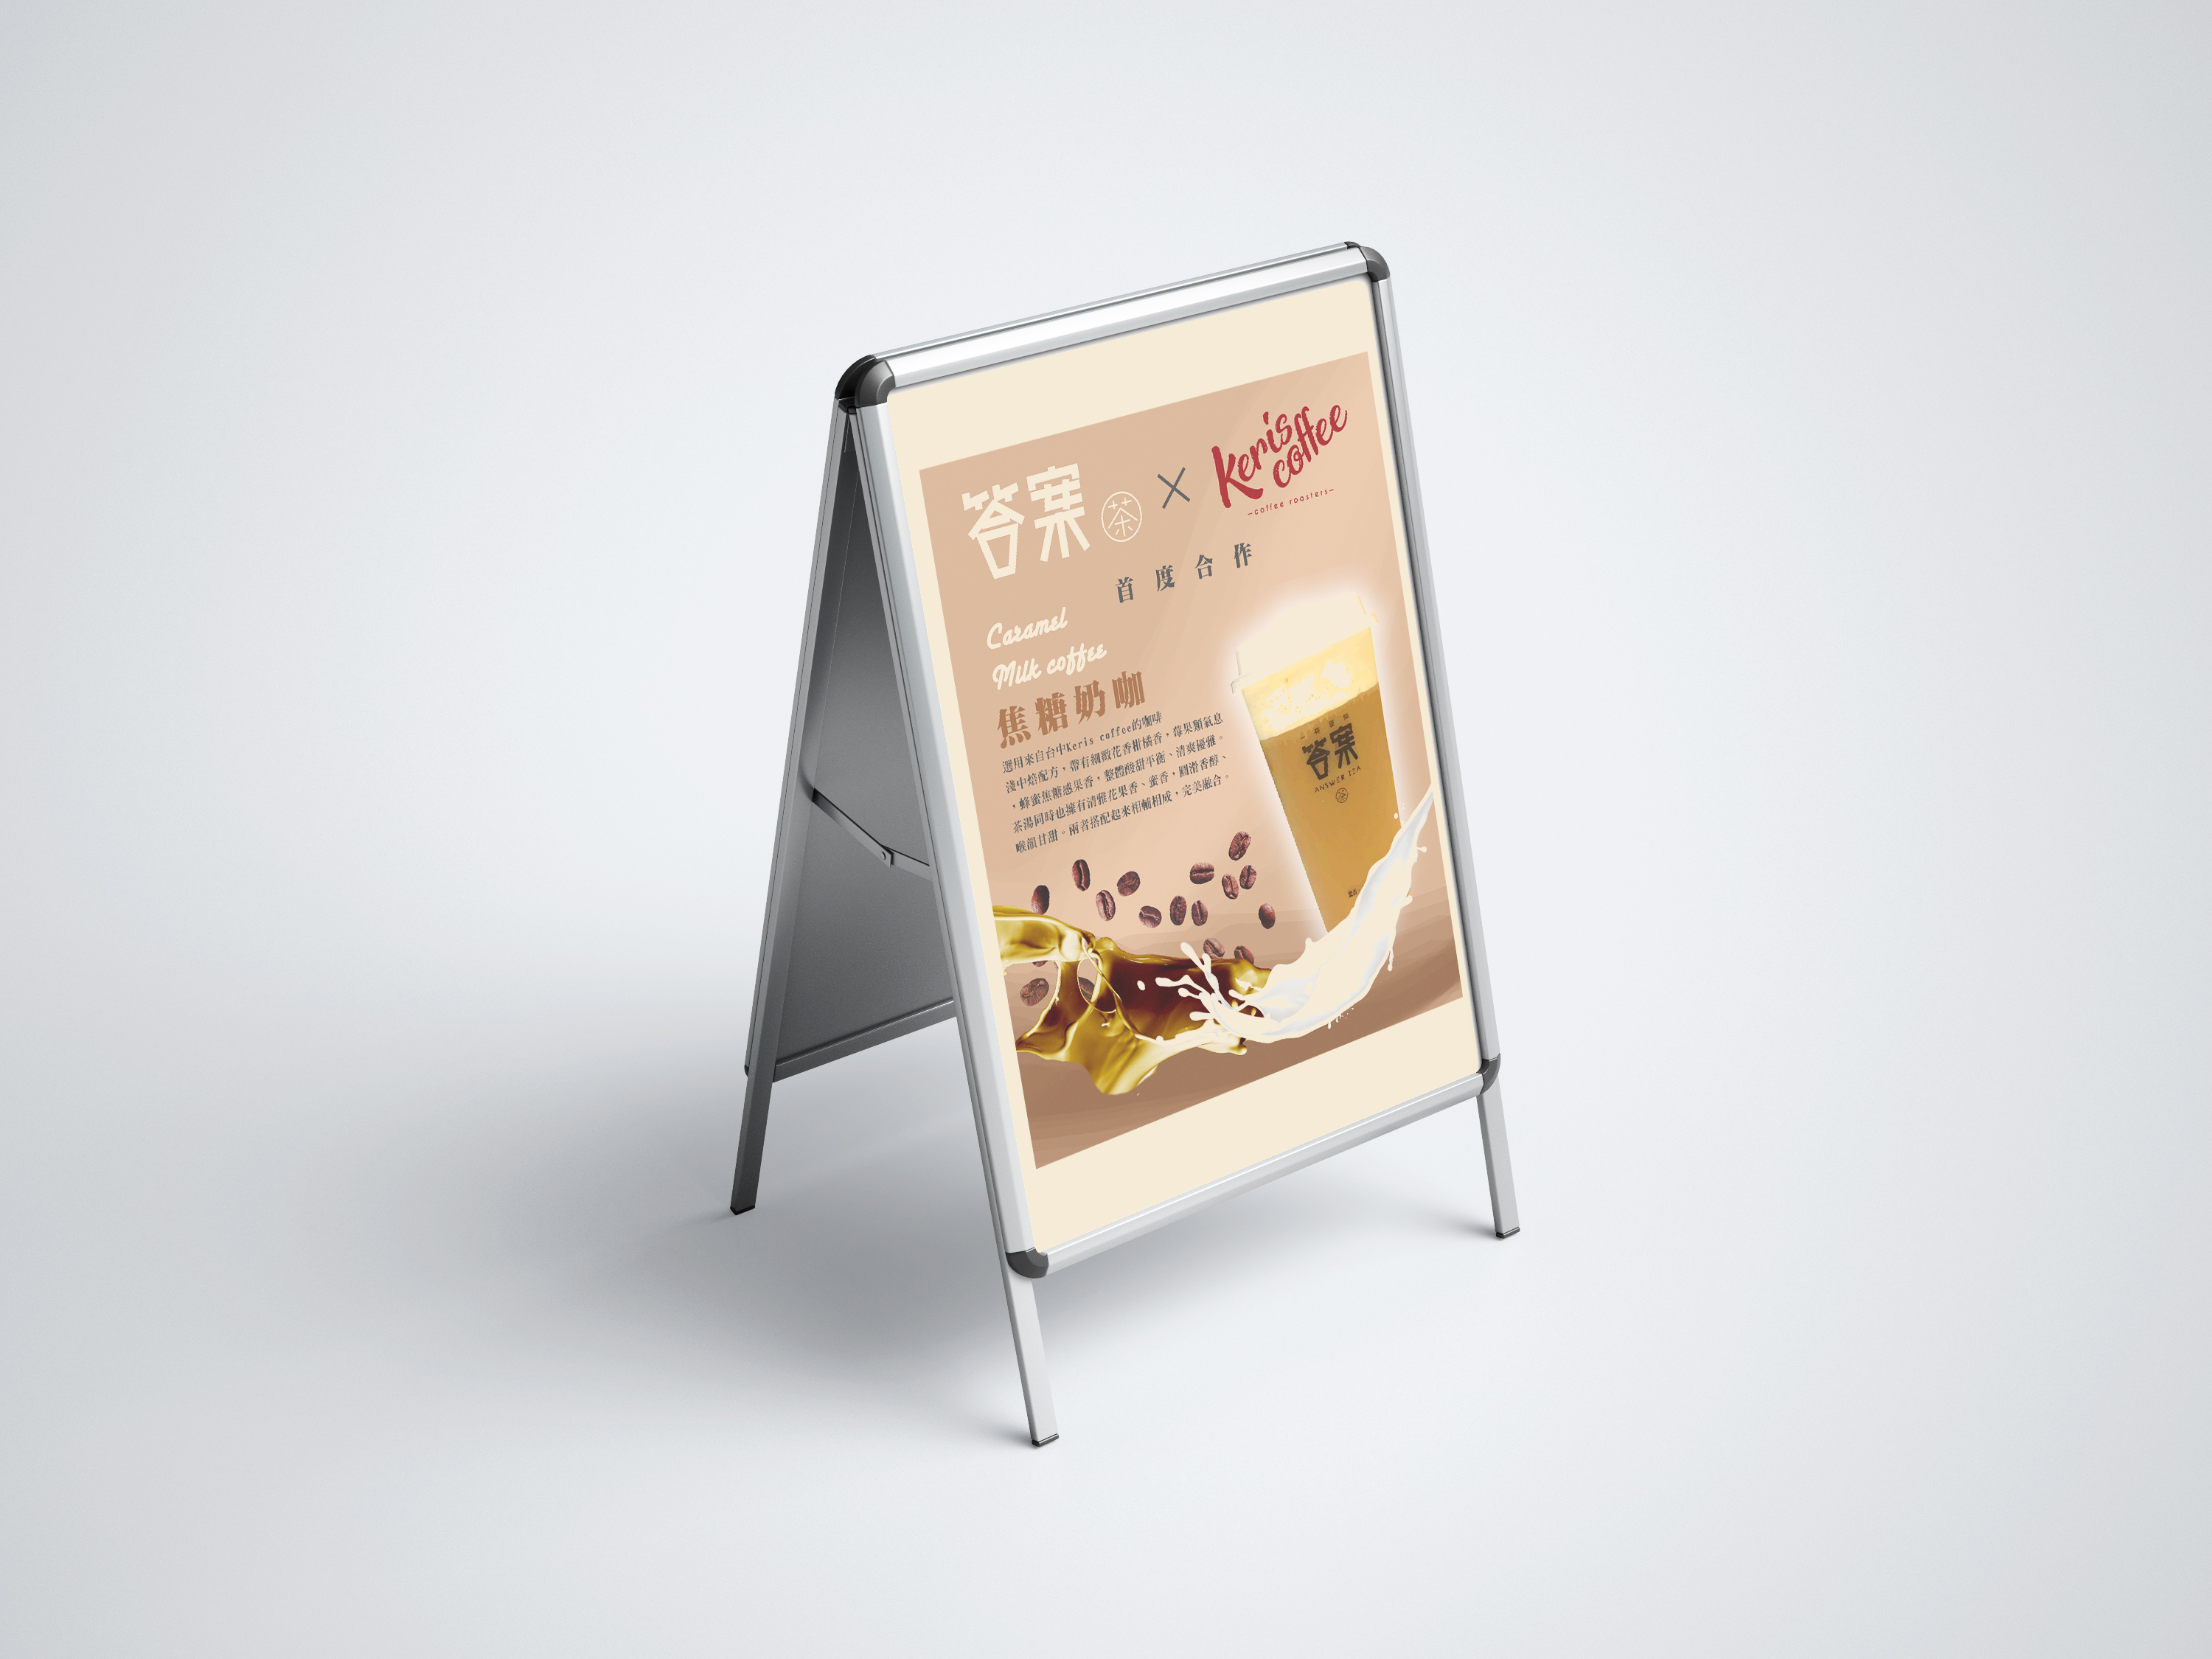 答案 茶 × Keris coffee
—coffee roasters—
首度合作
Caramel
Milk coffee
焦糖奶咖
選用來自台中Keris coffee的咖啡
淺中焙配方，帶有細緻花香柑橘香，莓果類氣息
，蜂蜜焦糖感果香，整體酸甜平衡、清爽優雅。
茶湯同時也擁有清雅花果香、蜜香，圓滑香醇、
喉韻甘甜。兩者搭配起來相輔相成，完美融合。
答案
ANSWER TEA
茶